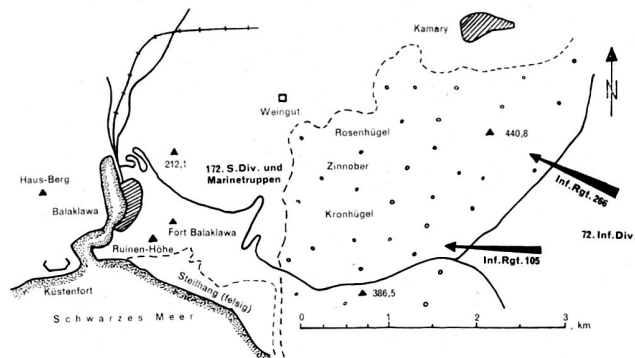 Kamary
N
Weingut
Rosenhügel
440,8
212,1
172. S.Div. und
Marinetruppen
Zinnober
Haus-Berg
Inf. Rgt. 266
Balaklawa
Kronhügel
Fort Balaklawa
72. Inf. Div.
Ruinen-Höhe
Inf. Rgt. 105
Steilhang (felsig)
Küstenfort
386,5
Schwarzes Meer
0 1 2 3 km